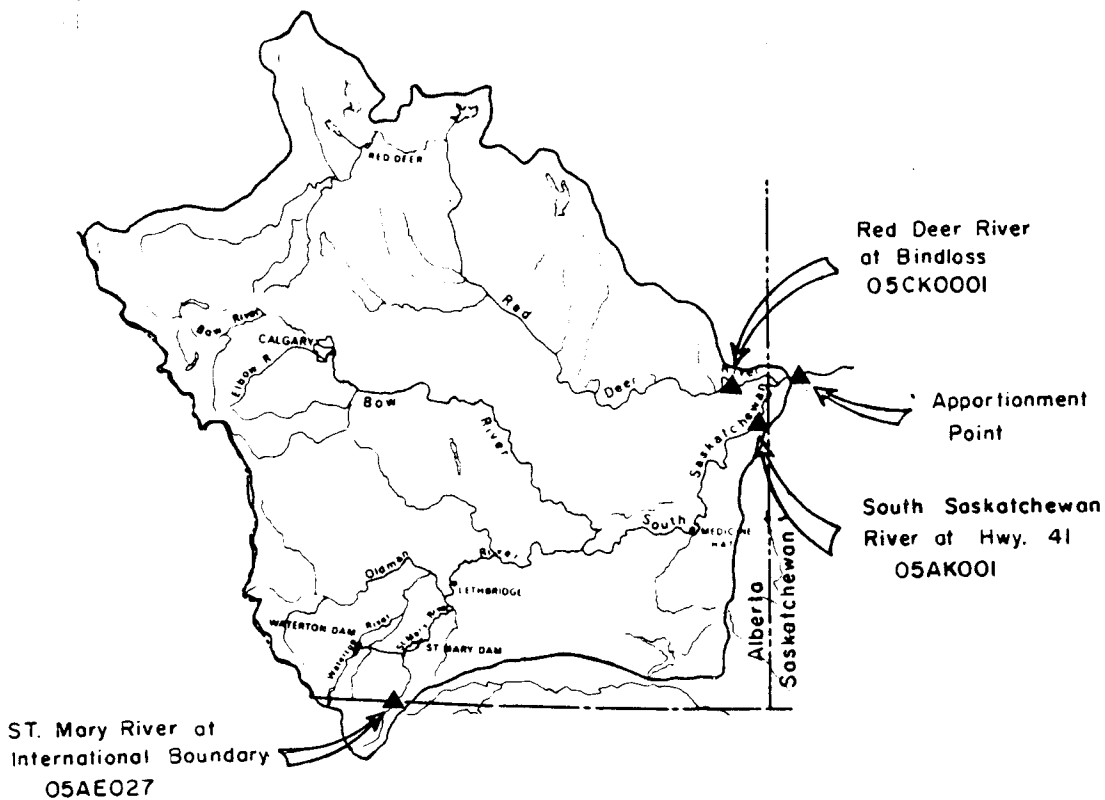 RED DEER
Red Deer River
at Bindloss
05CK0001
Bow River
CALGARY
Elbow R
Red
Deer
River
Apportionment
Point
Bow
River
Saskatchewan
South
MEDICINE
HAT
South Saskatchewan
River at Hwy. 41
05AK001
Oldman
River
LETHBRIDGE
Alberta
Saskatchewan
WATERTON DAM
Waterton River
St. Mary River
ST MARY DAM
ST. Mary River at
International Boundary
05AE027